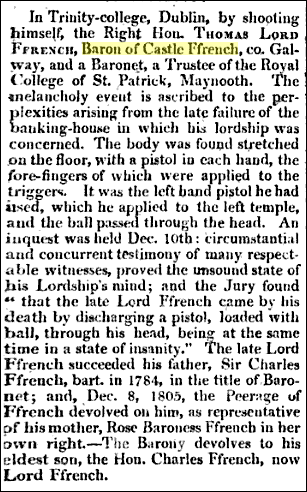 In Trinity-college, Dublin, by shooting
himself, the Right Hon. THOMAS LORD
FFRENCH, Baron of Castle Ffrench, co. Gal-
way, and a Baronet, a Trustee of the Royal
College of St. Patrick, Maynooth. The
melancholy event is ascribed to the per-
plexities arising from the late failure of the
banking-house in which his lordship was
concerned. The body was found stretched
on the floor, with a pistol in each hand, the
fore-fingers of which were applied to the
triggers. It was the left hand pistol he had
used, which he applied to the left temple,
and the ball passed through the head. An
inquest was held Dec. 10th: circumstantial
and concurrent testimony of many respect-
able witnesses, proved the unsound state of
his Lordship's mind; and the Jury found
“ that the late Lord Ffrench came by his
death by discharging a pistol, loaded with
ball, through his head, being at the same
time in a state of insanity.” The late Lord
Ffrench succeeded his father, Sir Charles
Ffrench, bart. in 1784, in the title of Baro-
net; and, Dec. 8, 1805, the Peerage of
Ffrench devolved on him, as representative
of his mother, Rose Baroness Ffrench in her
own right.—The Barony devolves to his
eldest son, the Hon. Charles Ffrench, now
Lord Ffrench.